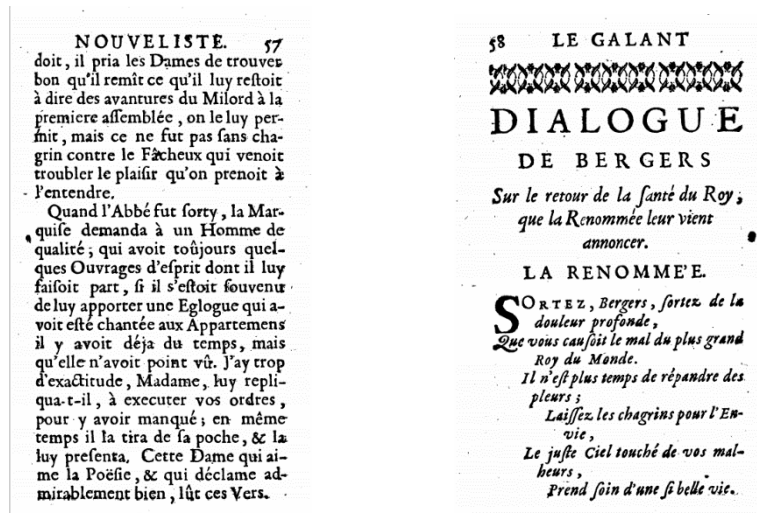 NOUVELISTE. 57
doit, il pria les Dames de trouver
bon qu'il remît ce qu'il luy reſtoit
à dire des avantures du Milord à la
premiere aſſemblée, on le luy per-
mit, mais ce ne fut pas ſans cha-
grin contre le Fâcheux qui venoit
troubler le plaiſir qu'on prenoit à
l'entendre.
Quand l'Abbé fut ſorty, la Mar-
quiſe demanda à un Homme de
qualité; qui avoit toûjours quel-
ques Ouvrages d'eſprit dont il luy
faiſoit part, ſi il s'eſtoit ſouvenu
de luy apporter une Eglogue qui a-
voit eſté chantée aux Appartemens
il y avoit déja du temps, mais
qu'elle n'avoit point vû. J'ay trop
d'exactitude, Madame, luy repli-
qua-t-il, à executer vos ordres,
pour y avoir manqué; en même
temps il la tira de ſa poche, & la
luy preſenta. Cette Dame qui ai-
me la Poëſie, & qui déclame ad-
mirablement bien, lût ces Vers.
58 LE GALANT
DIALOGUE
DE BERGERS
Sur le retour de la ſanté du Roy,
que la Renommée leur vient
annoncer.
LA RENOMME'E.
SORTEZ, Bergers, ſortez de la
douleur profonde,
Que vous cauſoit le mal du plus grand
Roy du Monde.
Il n'eſt plus temps de répandre des
pleurs;
Laiſſez les chagrins pour l'En-
vie,
Le juſte Ciel touché de vos mal-
heurs,
Prend ſoin d'une ſi belle vie.